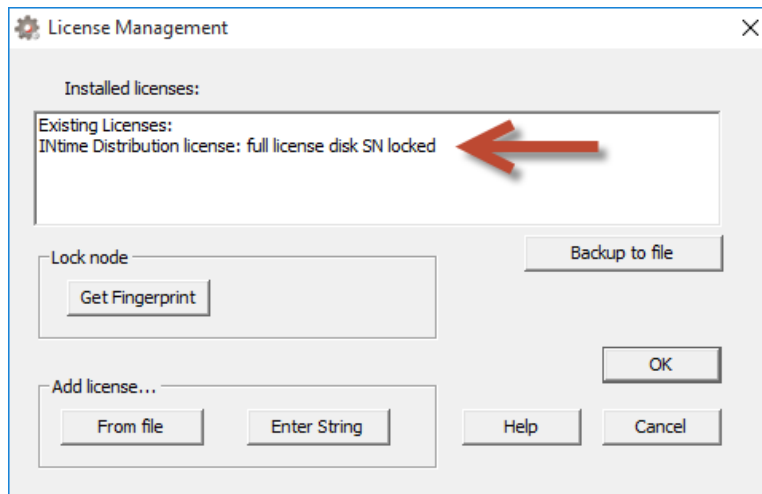 License Management
Installed licenses:
Existing Licenses:
INtime Distribution license: full license disk SN locked
Backup to file
Lock node
Get Fingerprint
OK
Add license...
From file
Enter String
Help
Cancel